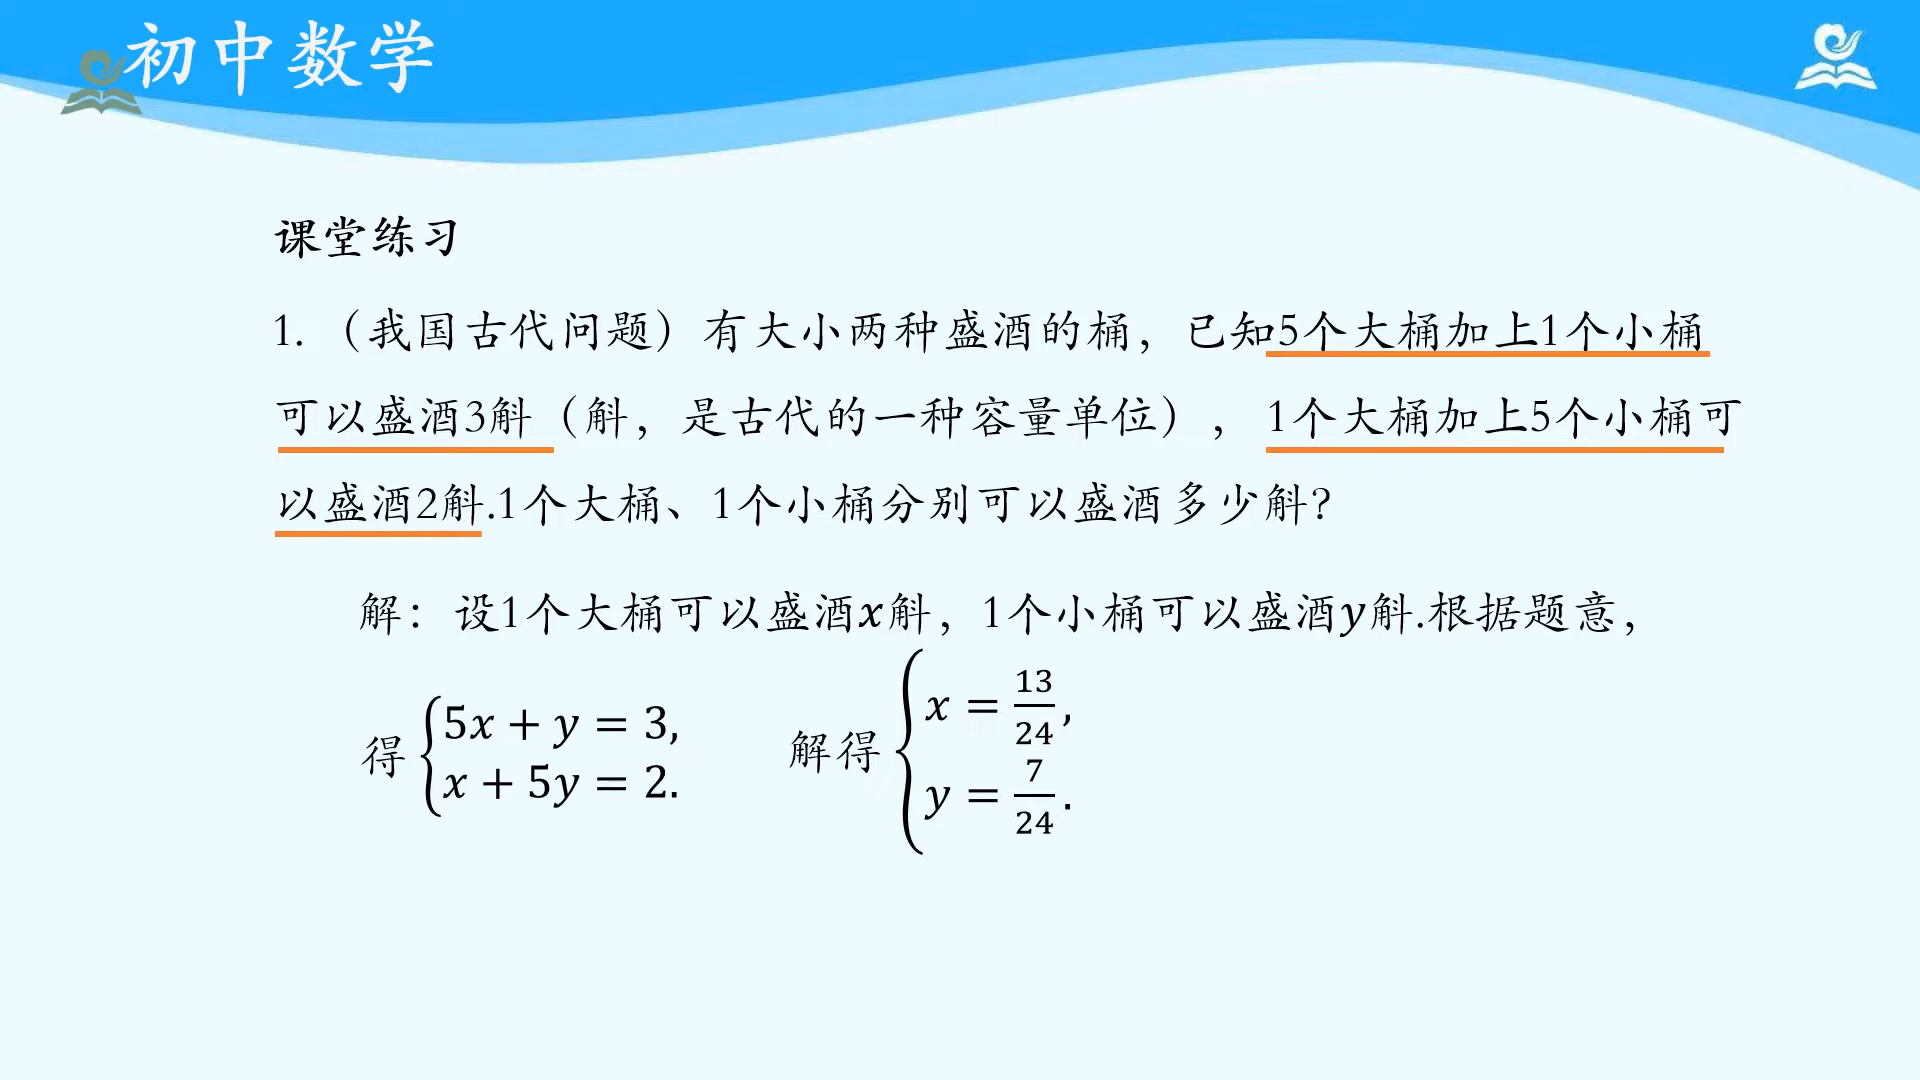 初中数学
课堂练习
1. （我国古代问题）有大小两种盛酒的桶，已知5个大桶加上1个小桶
可以盛酒3斛（斛，是古代的一种容量单位），1个大桶加上5个小桶可
以盛酒2斛.1个大桶、1个小桶分别可以盛酒多少斛？
解：设1个大桶可以盛酒x斛，1个小桶可以盛酒y斛.根据题意，
得 { 5x + y = 3, x + 5y = 2. 解得 { x = 13/24, y = 7/24.